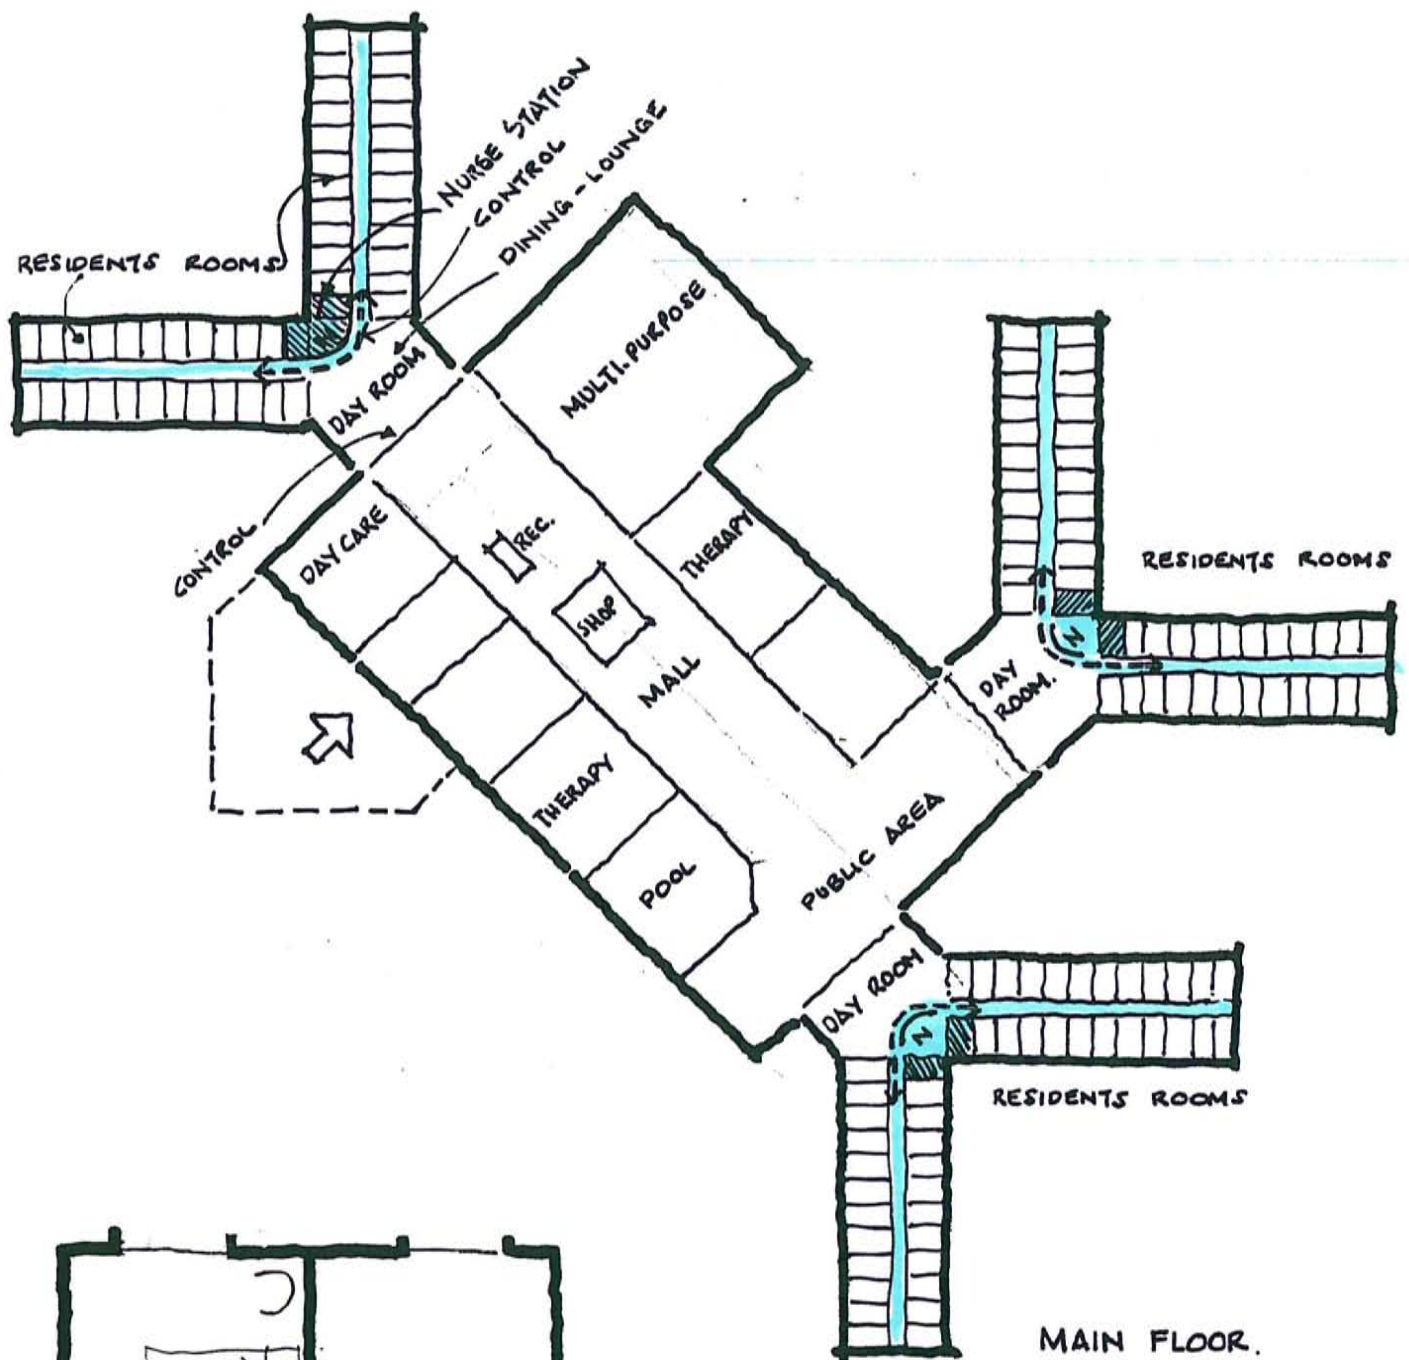 NURSE STATION
CONTROL
DINING - LOUNGE
RESIDENTS ROOMS
DAY ROOM
MULTI. PURPOSE
CONTROL
DAY CARE
REC.
SHOP
MALL
THERAPY
RESIDENTS ROOMS
N
DAY
ROOM.
THERAPY
POOL
PUBLIC AREA
DAY ROOM
N
RESIDENTS ROOMS
MAIN FLOOR.